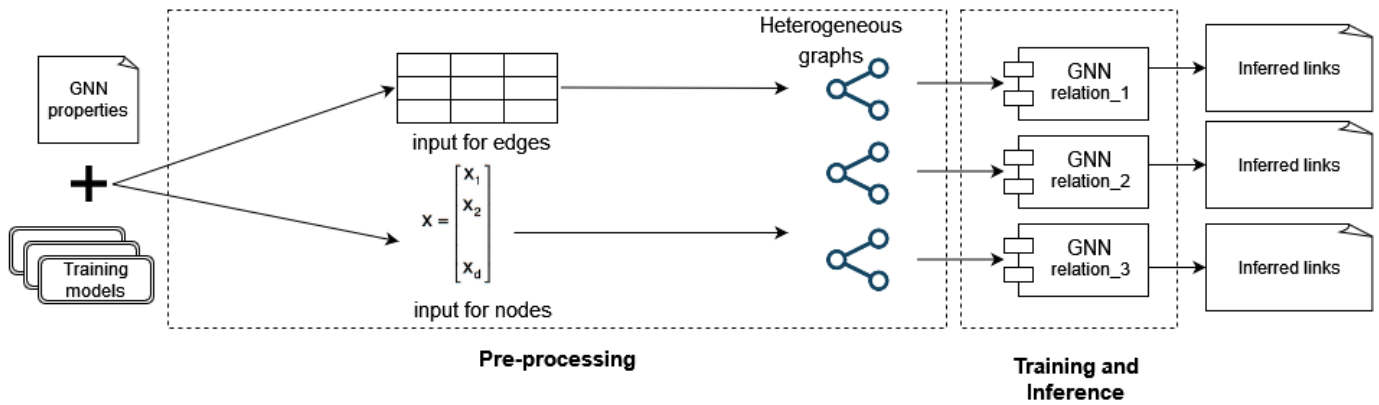 GNN
properties
Training
models
input for edges
X =
X1
X2
Xd
input for nodes
Heterogeneous
graphs
Pre-processing
GNN
relation_1
GNN
relation_2
GNN
relation_3
Training and
Inference
Inferred links
Inferred links
Inferred links